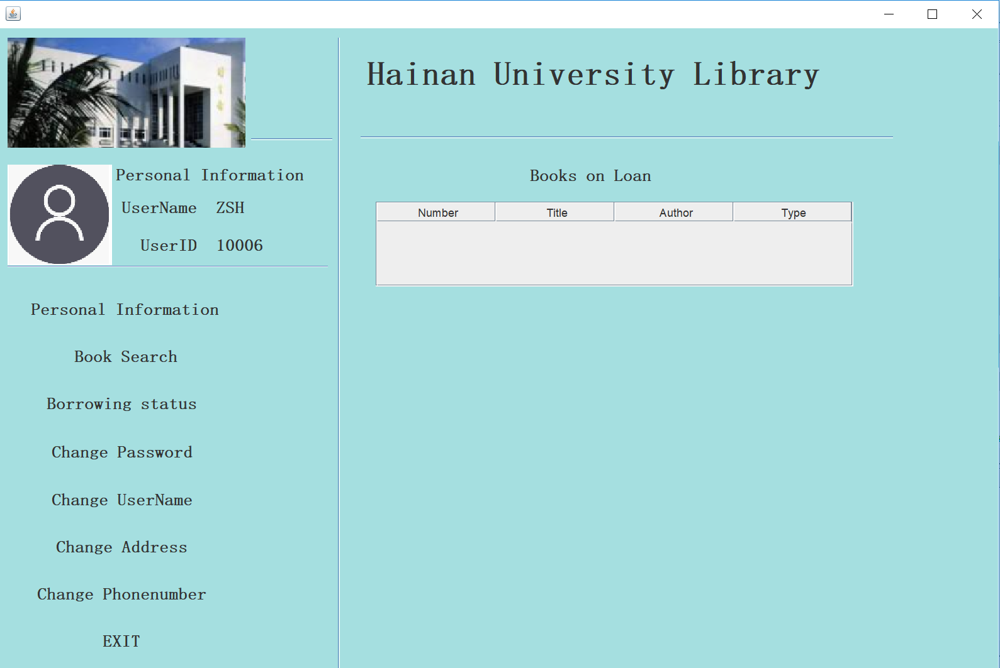 Hainan University Library
Personal Information
UserName ZSH
UserID 10006
Personal Information
Book Search
Borrowing status
Change Password
Change UserName
Change Address
Change Phonenumber
EXIT
Books on Loan
Number Title Author Type